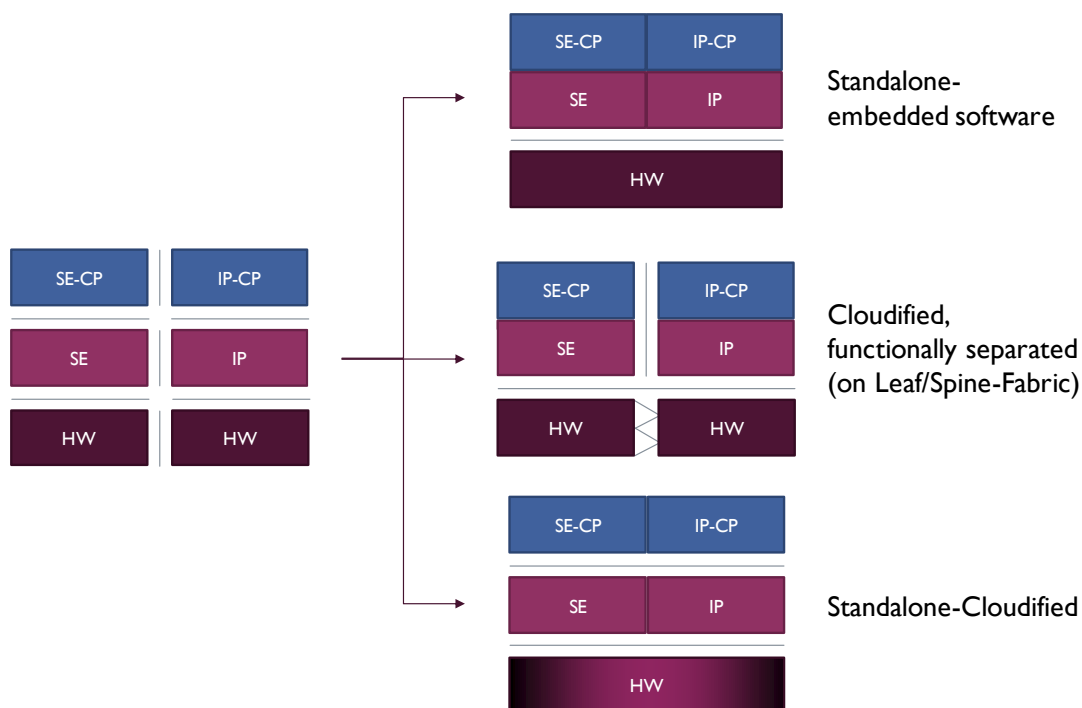 SE-CP IP-CP
SE IP
HW HW
SE-CP IP-CP
SE IP
HW
Standalone-
embedded software
SE-CP IP-CP
SE IP
HW HW
Cloudified,
functionally separated
(on Leaf/Spine-Fabric)
SE-CP IP-CP
SE IP
HW
Standalone-Cloudified